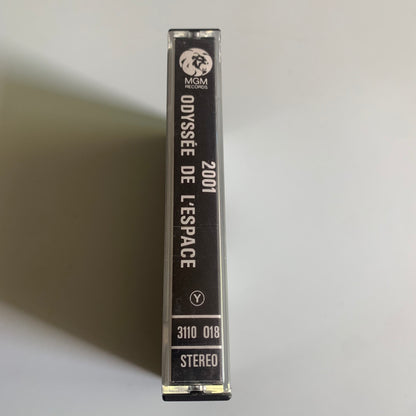 MGM
RECORDS
2001
ODYSSÉE DE L'ESPACE
Y
3110 018
STEREO